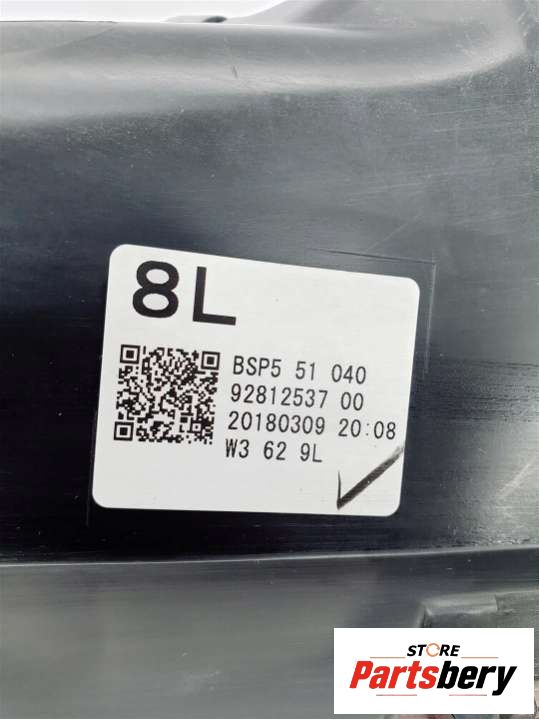 8L
BSP5 51 040
92812537 00
20180309 20:08
W3 62 9L
STORE
Partsbery